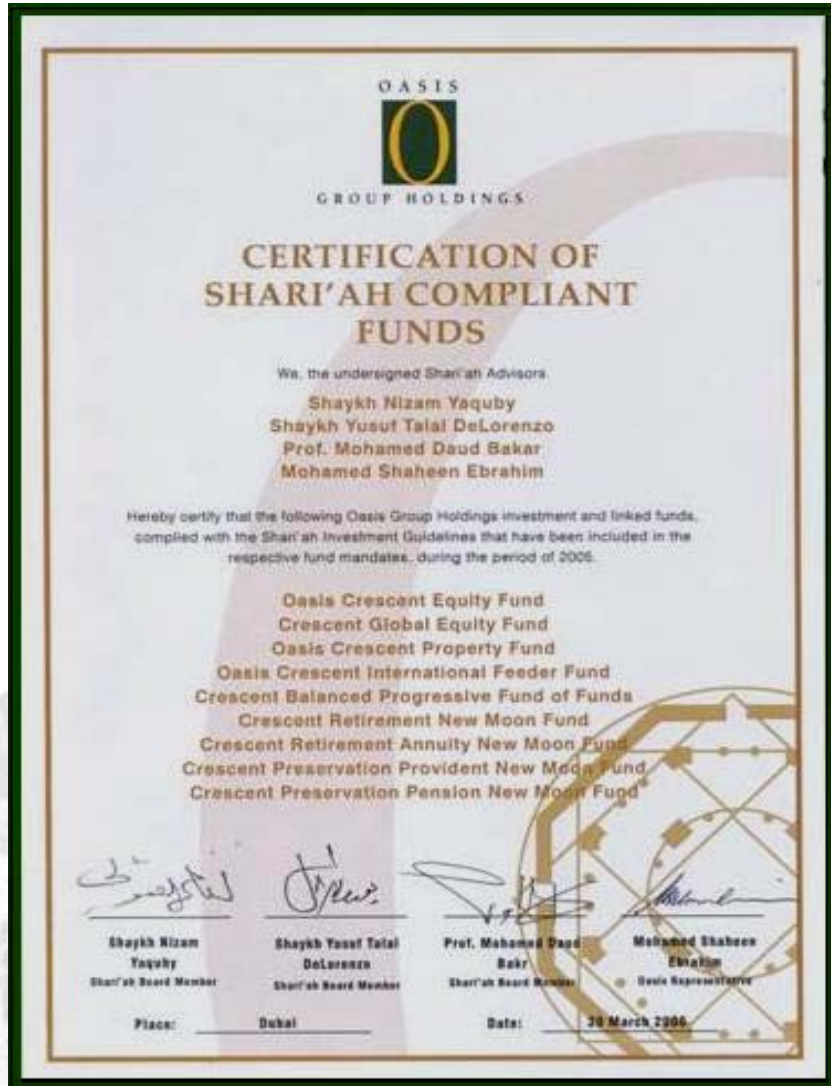 OASIS
O
GROUP HOLDINGS
CERTIFICATION OF
SHARI'AH COMPLIANT
FUNDS
We, the undersigned Shari'ah Advisors
Shaykh Nizam Yaquby
Shaykh Yusuf Talal DeLorenzo
Prof. Mohamed Daud Bakar
Mohamed Shaheen Ebrahim
Hereby certify that the following Oasis Group Holdings investment and linked funds,
complied with the Shari'ah Investment Guidelines that have been included in the
respective fund mandates, during the period of
Oasis Crescent Equity Fund
Crescent Global Equity Fund
Oasis Crescent Property Fund
Oasis Crescent International Feeder Fund
Crescent Balanced Progressive Fund of Funds
Crescent Retirement New Moon Fund
Crescent Retirement Annuity New Moon Fund
Crescent Preservation Provident New Moon Fund
Crescent Preservation Pension New Moon Fund
Shaykh Nizam
Yaquby
Shari'ah Board Member
Shaykh Yusuf Talal
DeLorenzo
Shari'ah Board Member
Prof. Mohamed Daud
Bakr
Shari'ah Board Member
Mohamed Shaheen
Ebrahim
Oasis Representative
Place: Dubai
Date: 30 March 2006